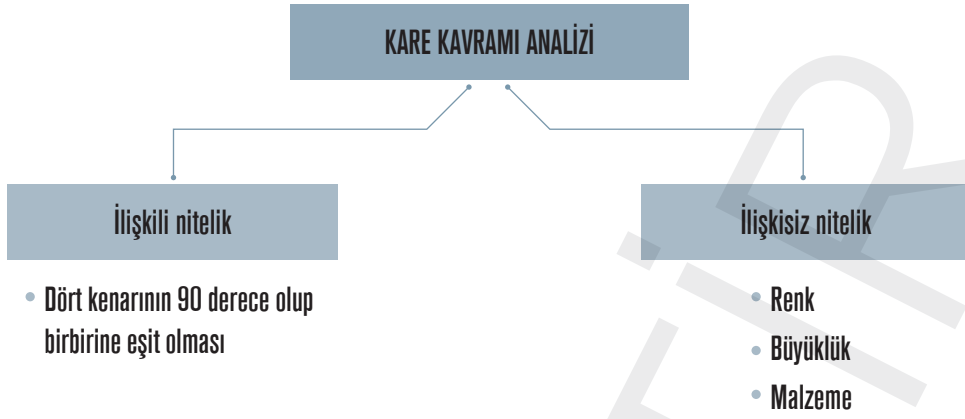 KARE KAVRAMI ANALİZİ
İlişkili nitelik
Dört kenarının 90 derece olup
birbirine eşit olması
İlişkisiz nitelik
Renk
Büyüklük
Malzeme